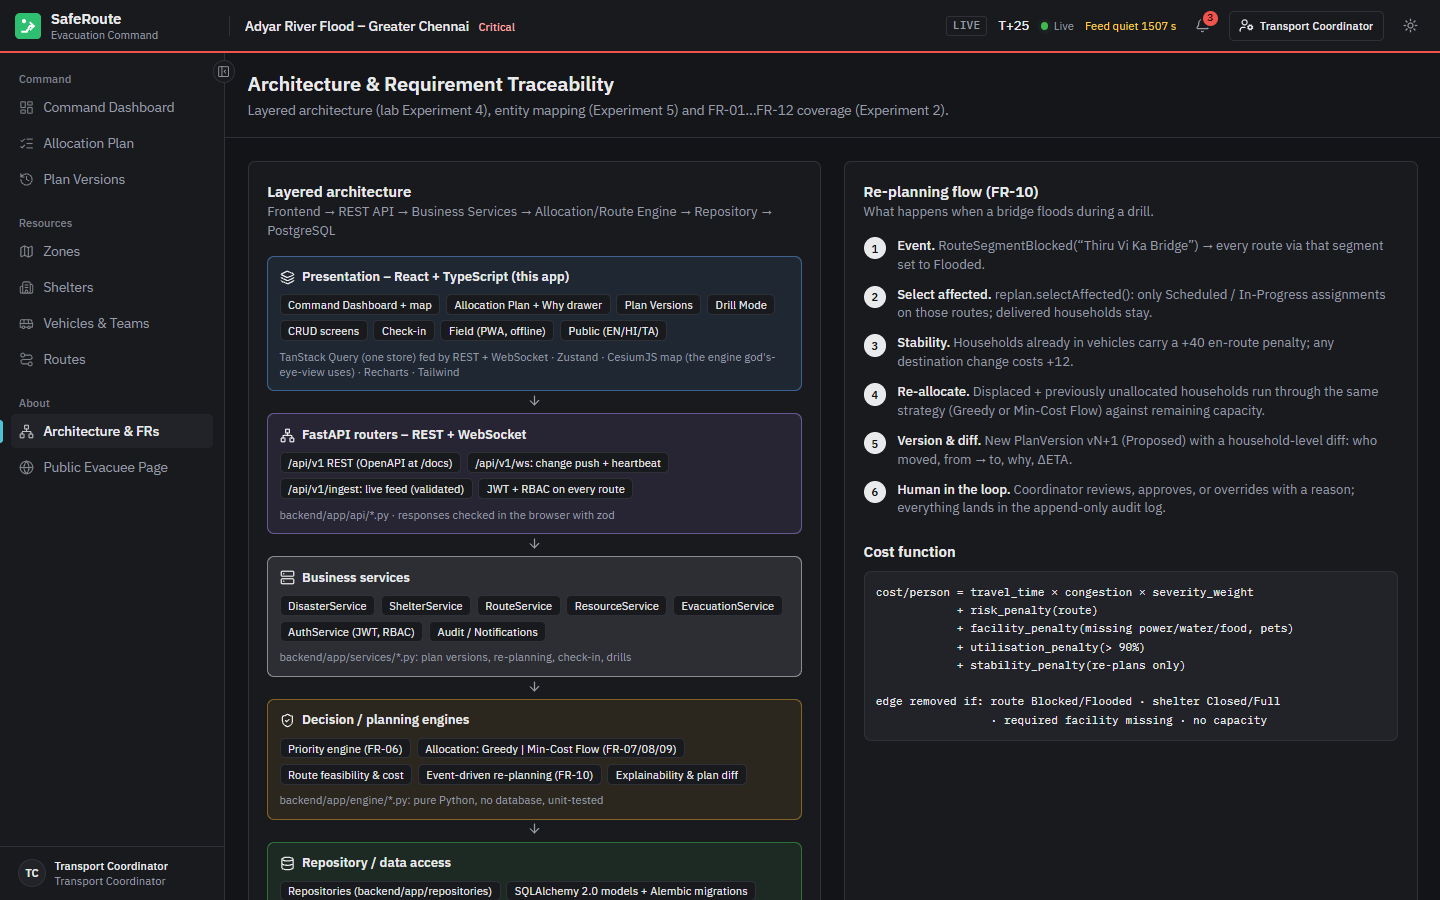 SafeRoute
Evacuation Command
Adyar River Flood – Greater Chennai Critical
LIVE T+25 Live Feed quiet 1507 s 3 Transport Coordinator
Command
Command Dashboard
Allocation Plan
Plan Versions
Resources
Zones
Shelters
Vehicles & Teams
Routes
About
Architecture & FRs
Public Evacuee Page
TC
Transport Coordinator
Transport Coordinator
Architecture & Requirement Traceability
Layered architecture (lab Experiment 4), entity mapping (Experiment 5) and FR-01…FR-12 coverage (Experiment 2).
Layered architecture
Frontend → REST API → Business Services → Allocation/Route Engine → Repository →
PostgreSQL
Presentation – React + TypeScript (this app)
Command Dashboard + map Allocation Plan + Why drawer Plan Versions Drill Mode
CRUD screens Check-in Field (PWA, offline) Public (EN/HI/TA)
TanStack Query (one store) fed by REST + WebSocket · Zustand · CesiumJS map (the engine god's-
eye-view uses) · Recharts · Tailwind
↓
FastAPI routers – REST + WebSocket
/api/v1 REST (OpenAPI at /docs) /api/v1/ws: change push + heartbeat
/api/v1/ingest: live feed (validated) JWT + RBAC on every route
backend/app/api/*.py · responses checked in the browser with zod
↓
Business services
DisasterService ShelterService RouteService ResourceService EvacuationService
AuthService (JWT, RBAC) Audit / Notifications
backend/app/services/*.py: plan versions, re-planning, check-in, drills
↓
Decision / planning engines
Priority engine (FR-06) Allocation: Greedy | Min-Cost Flow (FR-07/08/09)
Route feasibility & cost Event-driven re-planning (FR-10) Explainability & plan diff
backend/app/engine/*.py: pure Python, no database, unit-tested
↓
Repository / data access
Repositories (backend/app/repositories) SQLAlchemy 2.0 models + Alembic migrations
Re-planning flow (FR-10)
What happens when a bridge floods during a drill.
1 Event. RouteSegmentBlocked(“Thiru Vi Ka Bridge”) → every route via that segment
set to Flooded.
2 Select affected. replan.selectAffected(): only Scheduled / In-Progress assignments
on those routes; delivered households stay.
3 Stability. Households already in vehicles carry a +40 en-route penalty; any
destination change costs +12.
4 Re-allocate. Displaced + previously unallocated households run through the same
strategy (Greedy or Min-Cost Flow) against remaining capacity.
5 Version & diff. New PlanVersion vN+1 (Proposed) with a household-level diff: who
moved, from → to, why, ΔETA.
6 Human in the loop. Coordinator reviews, approves, or overrides with a reason;
everything lands in the append-only audit log.
Cost function
cost/person = travel_time × congestion × severity_weight
+ risk_penalty(route)
+ facility_penalty(missing power/water/food, pets)
+ utilisation_penalty(> 90%)
+ stability_penalty(re-plans only)
edge removed if: route Blocked/Flooded · shelter Closed/Full
· required facility missing · no capacity